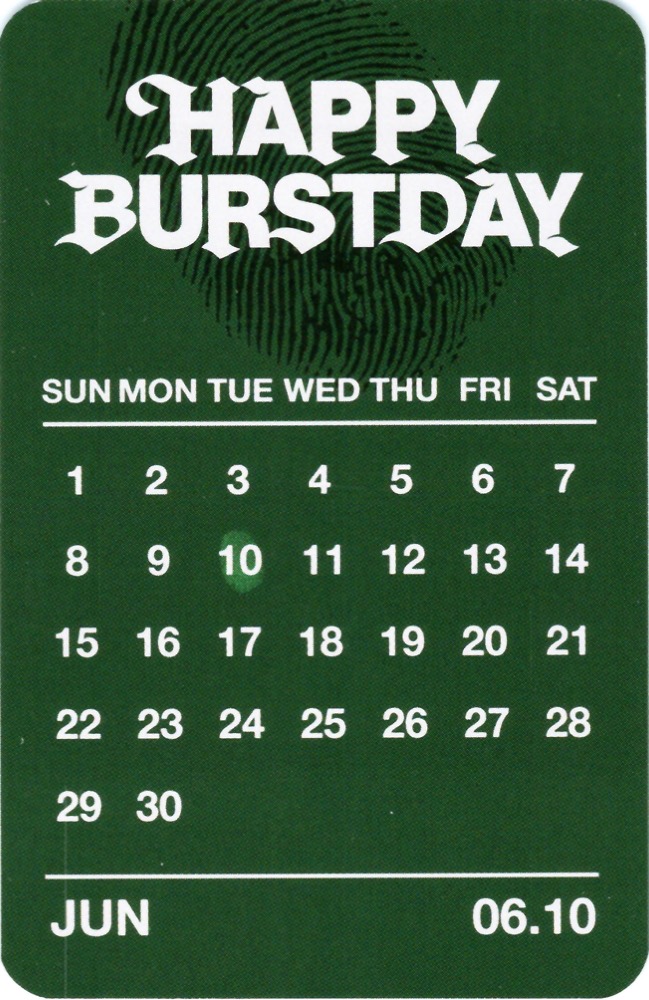 HAPPY
BURSTDAY
SUN MON TUE WED THU FRI SAT
1 2 3 4 5 6 7
8 9 10 11 12 13 14
15 16 17 18 19 20 21
22 23 24 25 26 27 28
29 30
JUN 06.10